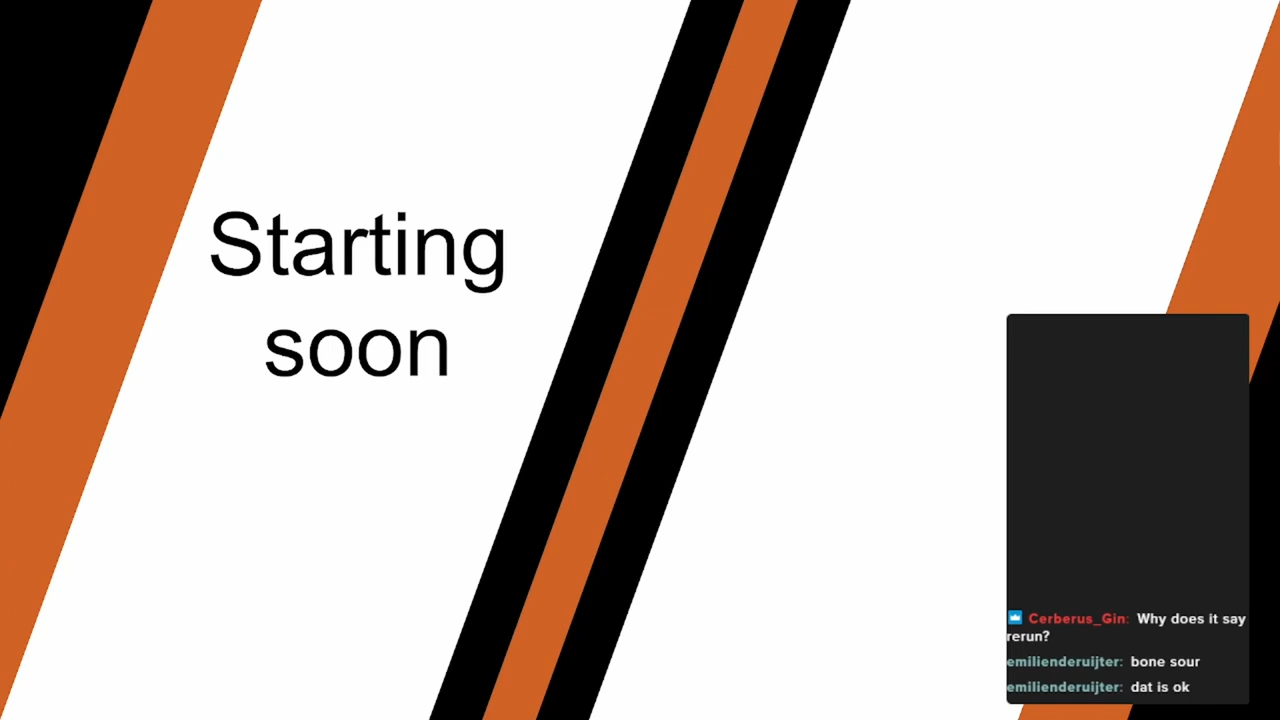 Starting
soon
Cerberus_Gin: Why does it say
rerun?
emilienderuijter: bone sour
emilienderuijter: dat is ok